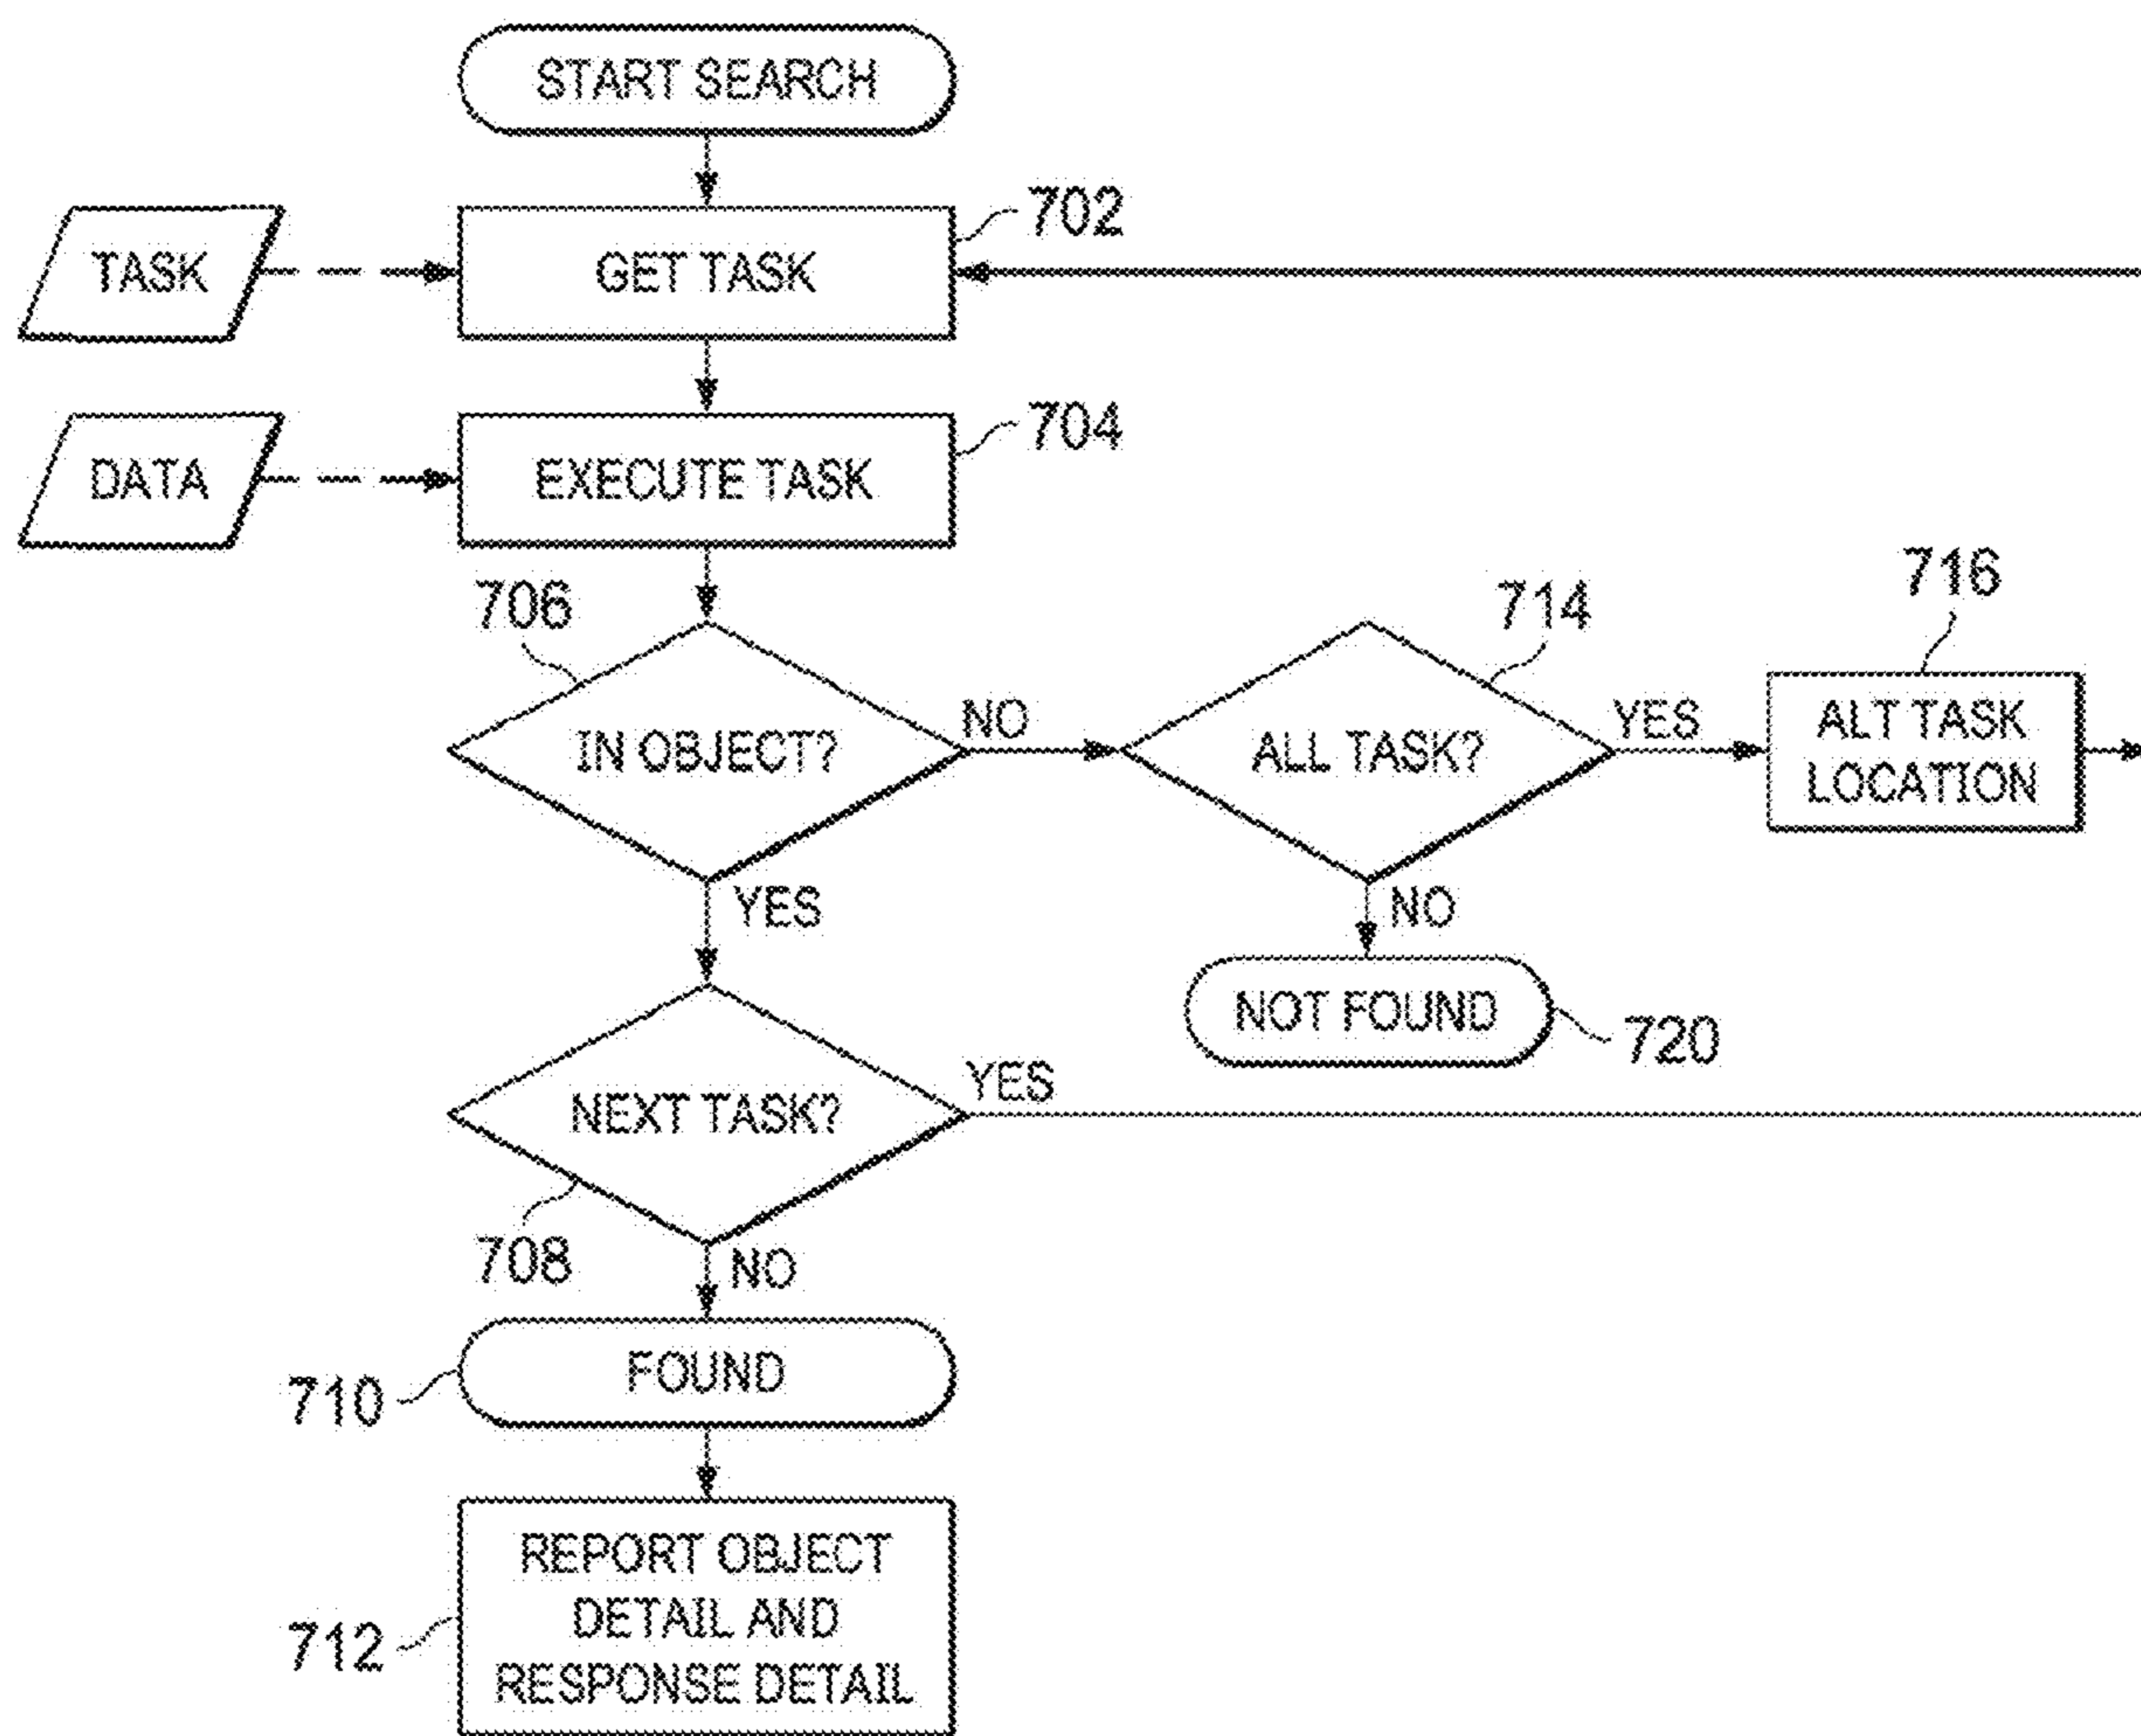 START SEARCH
702
TASK
GET TASK
704
DATA
EXECUTE TASK
706
714
716
IN OBJECT?
NO
ALL TASK?
YES
ALT TASK
LOCATION
YES
NO
NOT FOUND
720
NEXT TASK?
YES
708
NO
710
FOUND
712
REPORT OBJECT
DETAIL AND
RESPONSE DETAIL